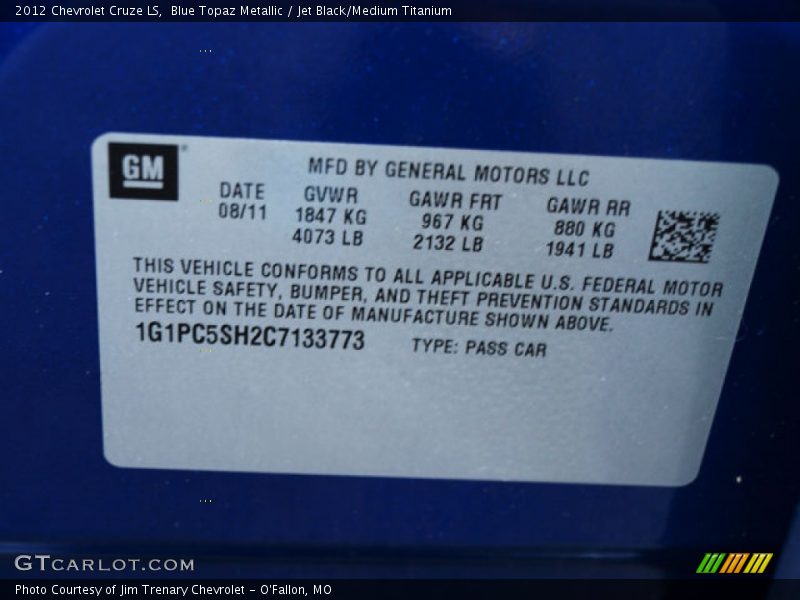 2012 Chevrolet Cruze LS,  Blue Topaz Metallic / Jet Black/Medium Titanium
...
GM
MFD BY GENERAL MOTORS LLC
DATE GVWR GAWR FRT GAWR RR
08/11 1847 KG 967 KG 880 KG
4073 LB 2132 LB 1941 LB
THIS VEHICLE CONFORMS TO ALL APPLICABLE U.S. FEDERAL MOTOR
VEHICLE SAFETY, BUMPER, AND THEFT PREVENTION STANDARDS IN
EFFECT ON THE DATE OF MANUFACTURE SHOWN ABOVE.
1G1PC5SH2C7133773 TYPE: PASS CAR
...
GTCARLOT.COM
Photo Courtesy of Jim Trenary Chevrolet - O'Fallon, MO